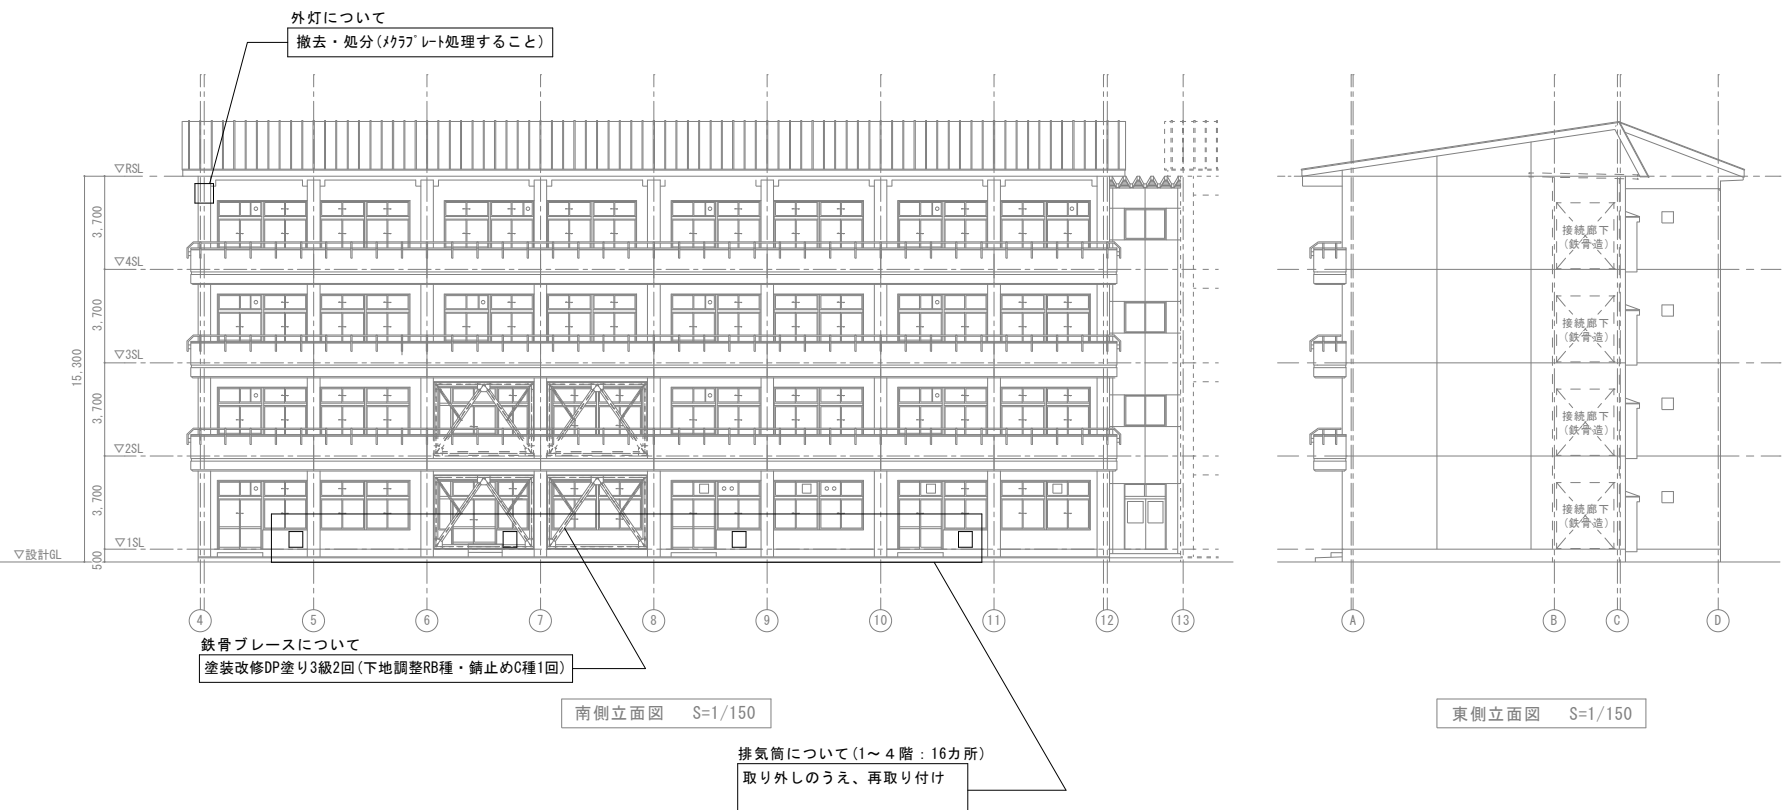 外灯について
撤去・処分(ﾒｸﾗﾌﾟﾚｰﾄ処理すること)
▽RSL
3,700
▽4SL
3,700
▽3SL
15,300
3,700
▽2SL
3,700
▽1SL
▽設計GL
500
接続廊下
(鉄骨造)
接続廊下
(鉄骨造)
接続廊下
(鉄骨造)
接続廊下
(鉄骨造)
4 5 6 7 8 9 10 11 12 13
A B C D
鉄骨ブレースについて
塗装改修DP塗り3級2回(下地調整RB種・錆止めC種1回)
南側立面図 S=1/150
東側立面図 S=1/150
排気筒について(1～４階：16カ所)
取り外しのうえ、再取り付け